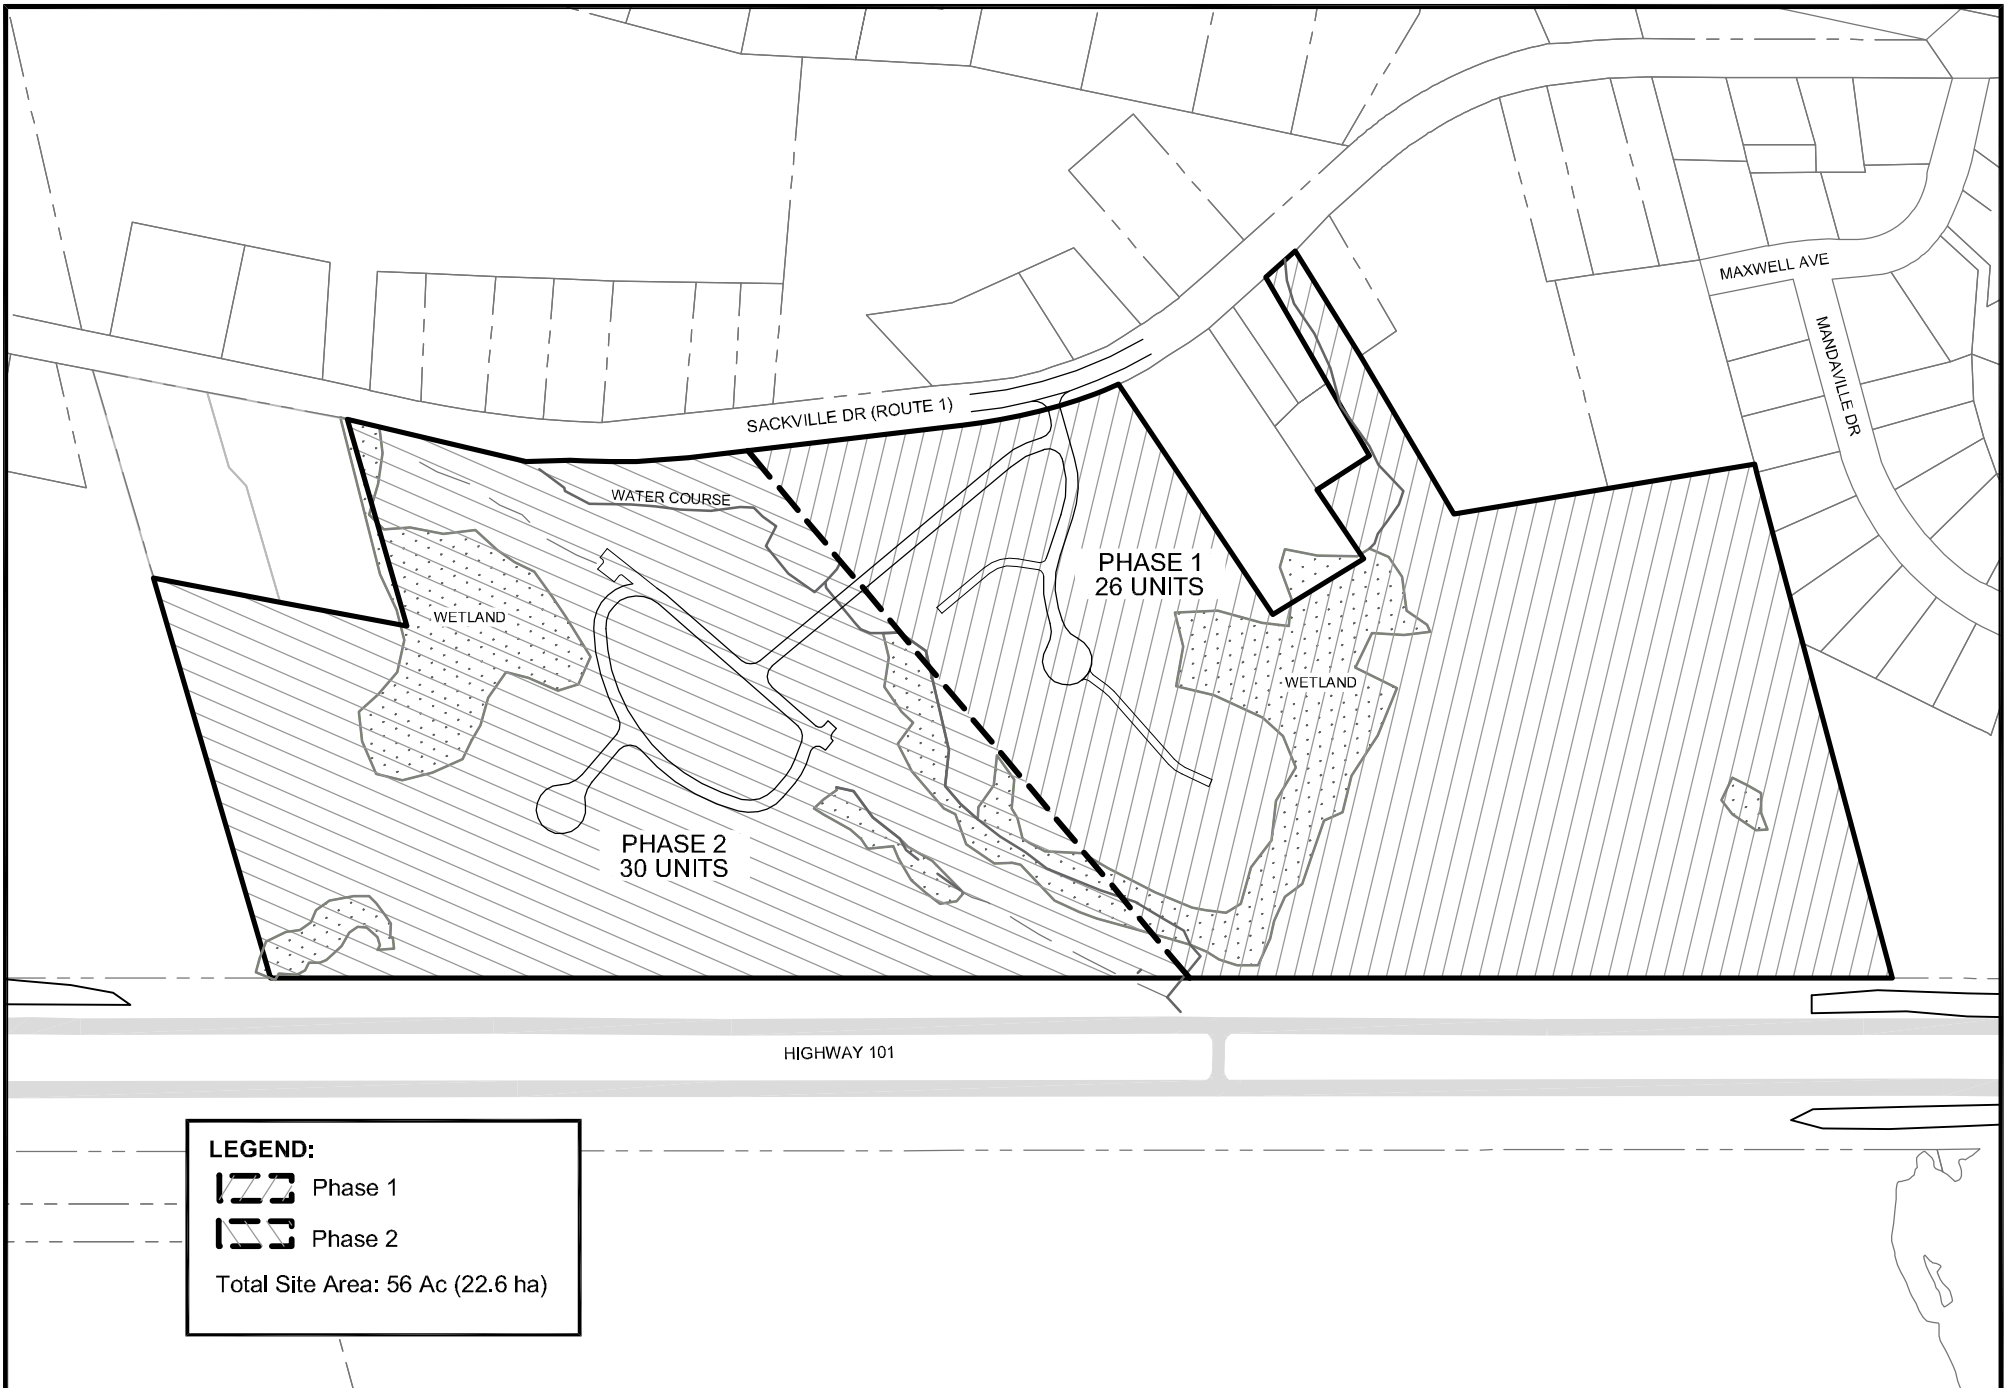 MAXWELL AVE
MANDAVILLE DR
SACKVILLE DR (ROUTE 1)
WATER COURSE
PHASE 1
26 UNITS
WETLAND
WETLAND
PHASE 2
30 UNITS
HIGHWAY 101
LEGEND:
Phase 1
Phase 2
Total Site Area: 56 Ac (22.6 ha)